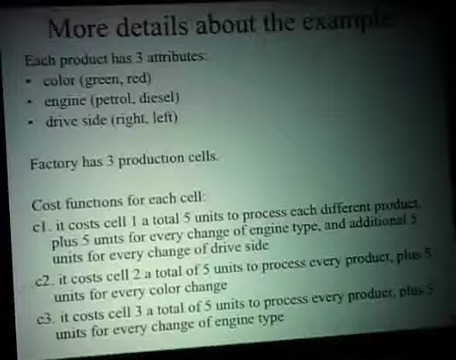 More details about the example
Each product has 3 attributes:
• color (green, red)
• engine (petrol, diesel)
• drive side (right, left)
Factory has 3 production cells.
Cost functions for each cell:
c1. it costs cell 1 a total 5 units to process each different product,
plus 5 units for every change of engine type, and additional 5
units for every change of drive side
c2. it costs cell 2 a total of 5 units to process every product, plus 5
units for every color change
c3. it costs cell 3 a total of 5 units to process every product, plus 5
units for every change of engine type